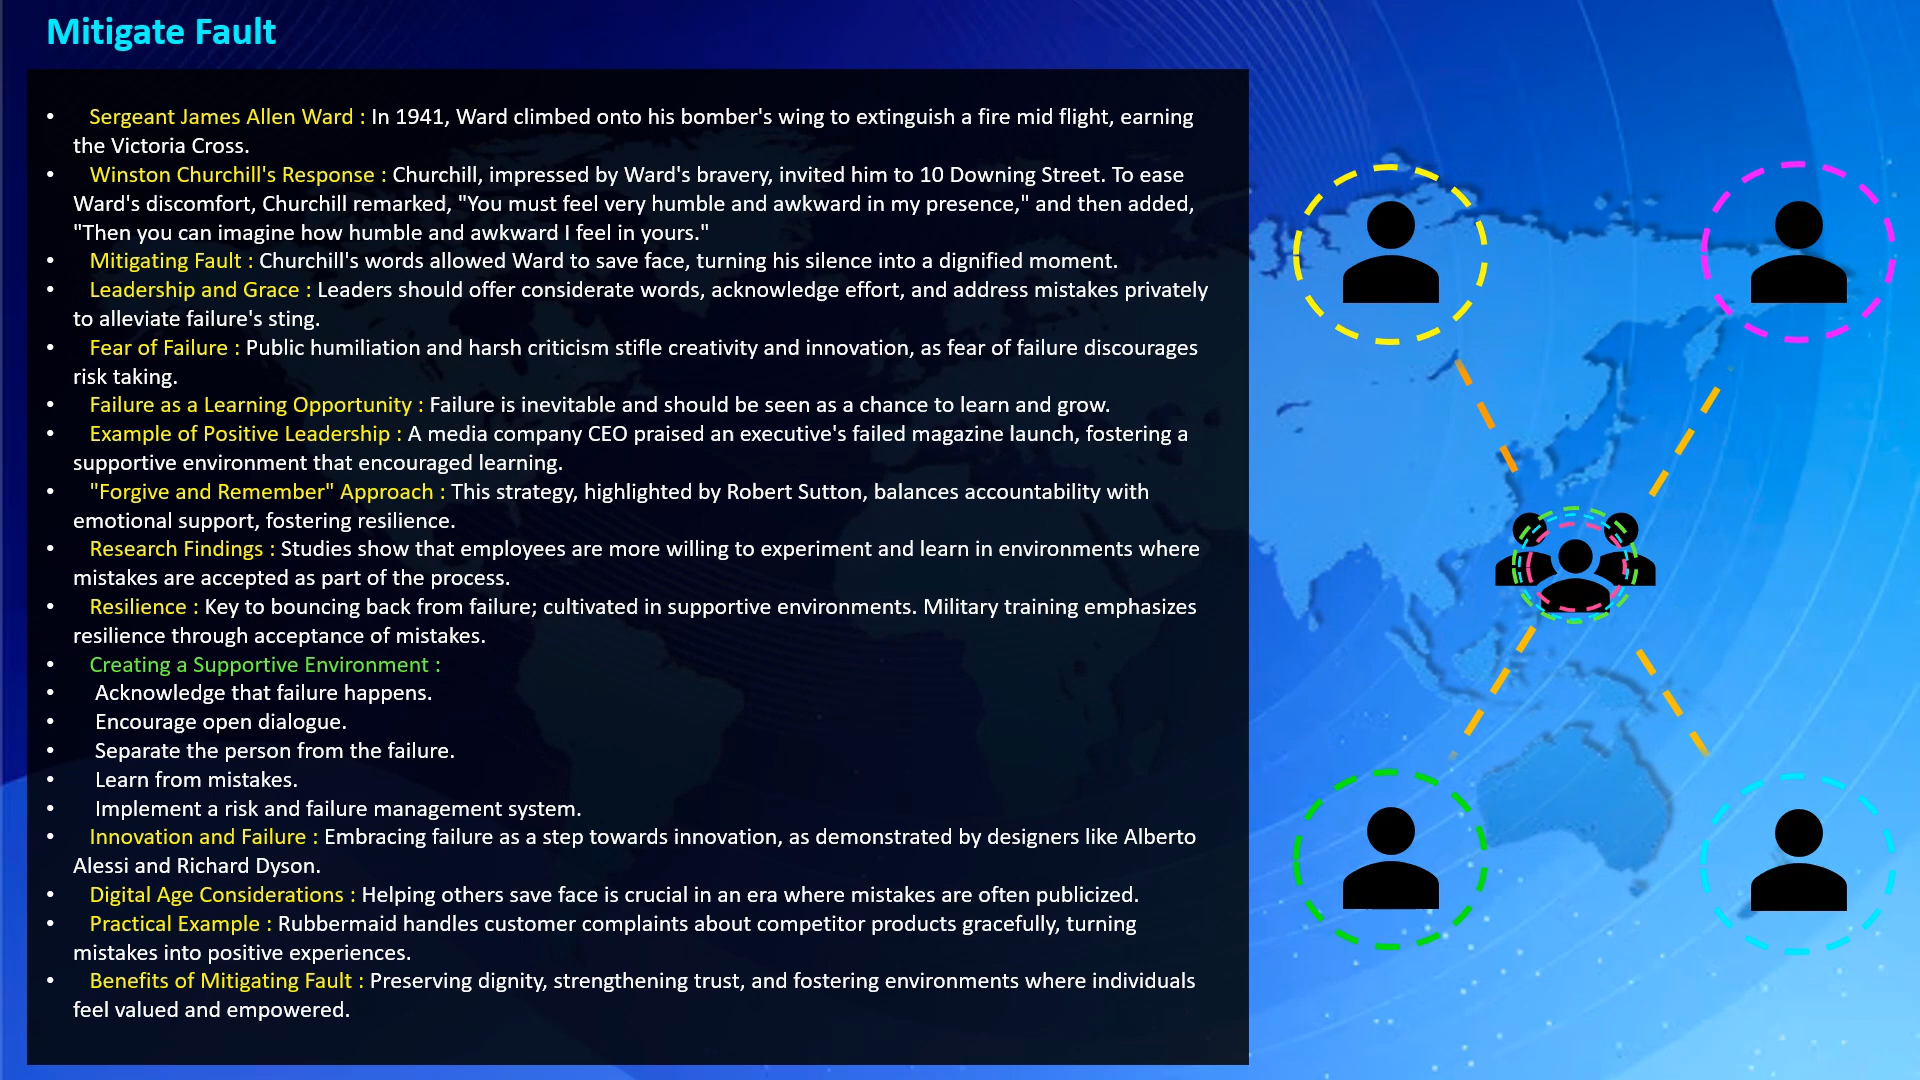 Mitigate Fault
• Sergeant James Allen Ward : In 1941, Ward climbed onto his bomber's wing to extinguish a fire mid flight, earning
the Victoria Cross.
• Winston Churchill's Response : Churchill, impressed by Ward's bravery, invited him to 10 Downing Street. To ease
Ward's discomfort, Churchill remarked, "You must feel very humble and awkward in my presence," and then added,
"Then you can imagine how humble and awkward I feel in yours."
• Mitigating Fault : Churchill's words allowed Ward to save face, turning his silence into a dignified moment.
• Leadership and Grace : Leaders should offer considerate words, acknowledge effort, and address mistakes privately
to alleviate failure's sting.
• Fear of Failure : Public humiliation and harsh criticism stifle creativity and innovation, as fear of failure discourages
risk taking.
• Failure as a Learning Opportunity : Failure is inevitable and should be seen as a chance to learn and grow.
• Example of Positive Leadership : A media company CEO praised an executive's failed magazine launch, fostering a
supportive environment that encouraged learning.
• "Forgive and Remember" Approach : This strategy, highlighted by Robert Sutton, balances accountability with
emotional support, fostering resilience.
• Research Findings : Studies show that employees are more willing to experiment and learn in environments where
mistakes are accepted as part of the process.
• Resilience : Key to bouncing back from failure; cultivated in supportive environments. Military training emphasizes
resilience through acceptance of mistakes.
• Creating a Supportive Environment :
• Acknowledge that failure happens.
• Encourage open dialogue.
• Separate the person from the failure.
• Learn from mistakes.
• Implement a risk and failure management system.
• Innovation and Failure : Embracing failure as a step towards innovation, as demonstrated by designers like Alberto
Alessi and Richard Dyson.
• Digital Age Considerations : Helping others save face is crucial in an era where mistakes are often publicized.
• Practical Example : Rubbermaid handles customer complaints about competitor products gracefully, turning
mistakes into positive experiences.
• Benefits of Mitigating Fault : Preserving dignity, strengthening trust, and fostering environments where individuals
feel valued and empowered.